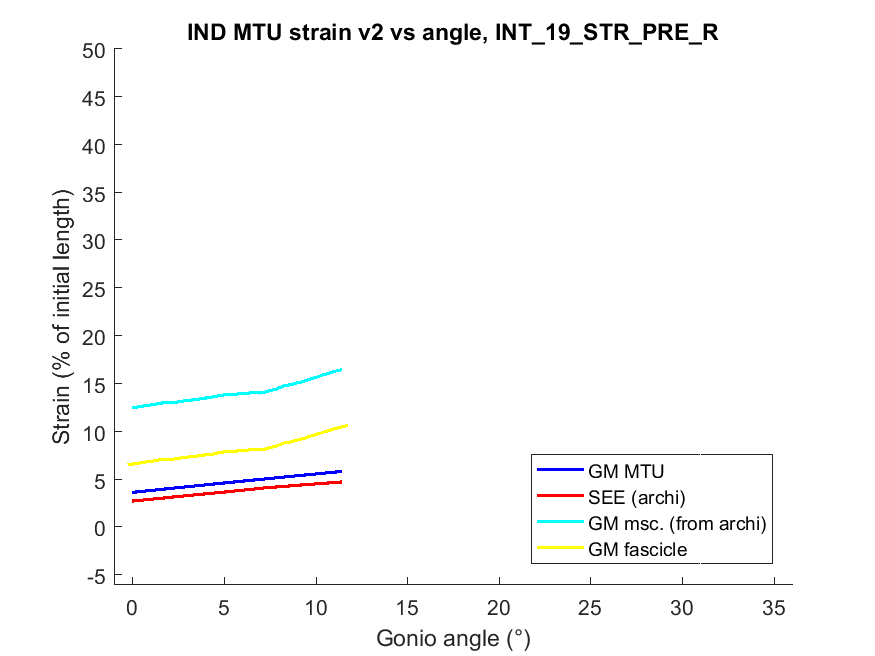 IND MTU strain v2 vs angle, INT_19_STR_PRE_R
Strain (% of initial length)
50
45
40
35
30
25
20
15
10
5
0
-5
0 5 10 15 20 25 30 35
Gonio angle (°)
GM MTU
SEE (archi)
GM msc. (from archi)
GM fascicle